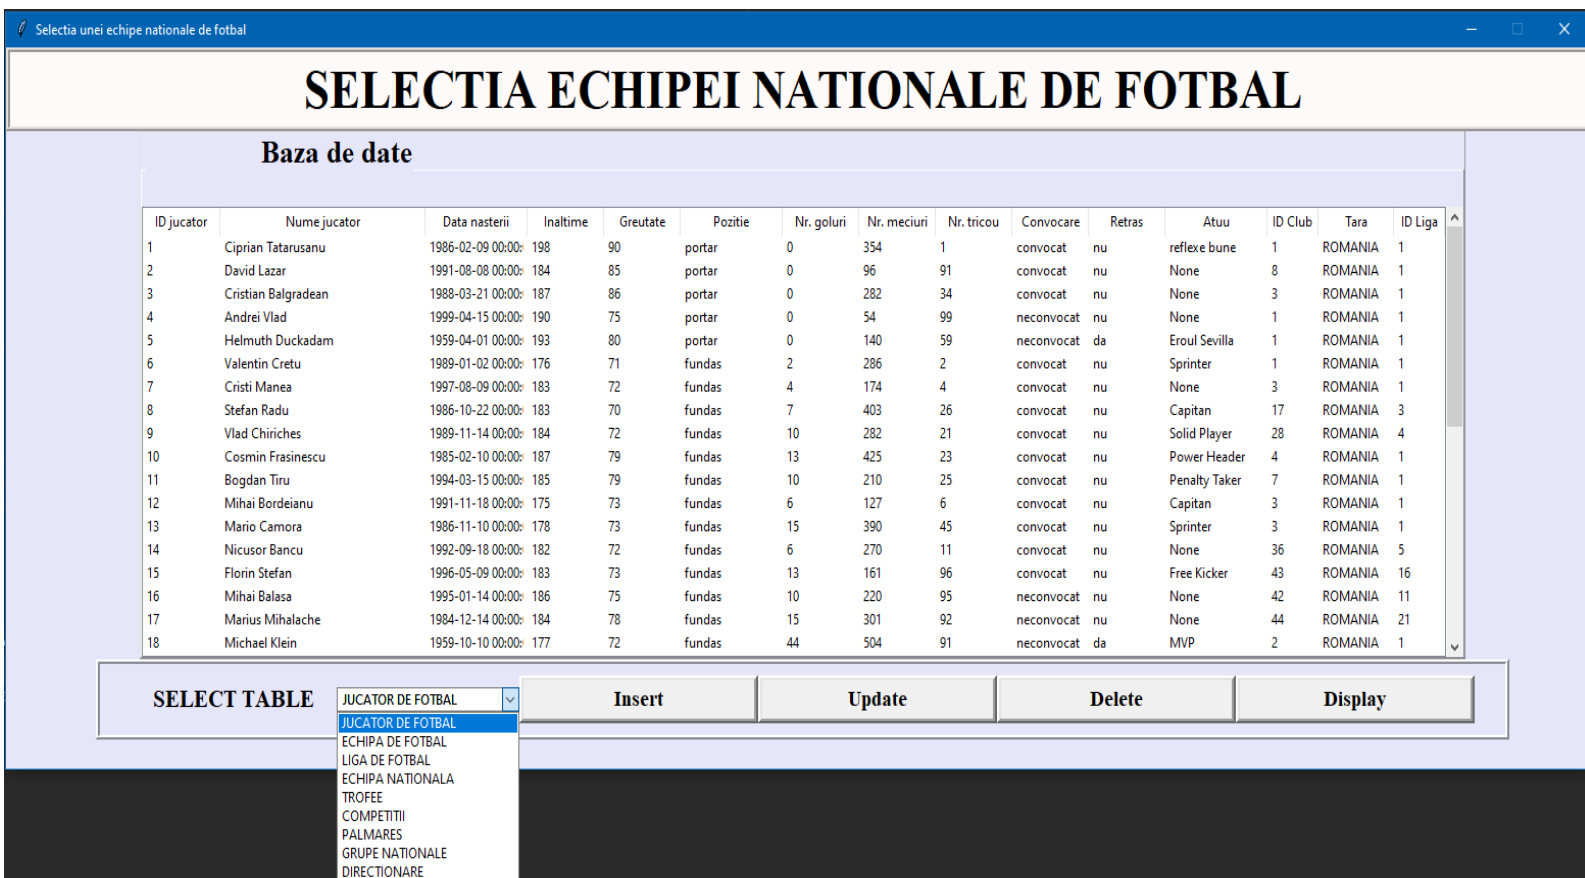 Selectia unei echipe nationale de fotbal
SELECTIA ECHIPEI NATIONALE DE FOTBAL
Baza de date
ID jucator Nume jucator Data nasterii Inaltime Greutate Pozitie Nr. goluri Nr. meciuri Nr. tricou Convocare Retras Atuu ID Club Tara ID Liga
1 Ciprian Tatarusanu 1986-02-09 00:00: 198 90 portar 0 354 1 convocat nu reflexe bune 1 ROMANIA 1
2 David Lazar 1991-08-08 00:00: 184 85 portar 0 96 91 convocat nu None 8 ROMANIA 1
3 Cristian Balgradean 1988-03-21 00:00: 187 86 portar 0 282 34 convocat nu None 3 ROMANIA 1
4 Andrei Vlad 1999-04-15 00:00: 190 75 portar 0 54 99 neconvocat nu None 1 ROMANIA 1
5 Helmuth Duckadam 1959-04-01 00:00: 193 80 portar 0 140 59 neconvocat da Eroul Sevilla 1 ROMANIA 1
6 Valentin Cretu 1989-01-02 00:00: 176 71 fundas 2 286 2 convocat nu Sprinter 1 ROMANIA 1
7 Cristi Manea 1997-08-09 00:00: 183 72 fundas 4 174 4 convocat nu None 3 ROMANIA 1
8 Stefan Radu 1986-10-22 00:00: 183 70 fundas 7 403 26 convocat nu Capitan 17 ROMANIA 3
9 Vlad Chiriches 1989-11-14 00:00: 184 72 fundas 10 282 21 convocat nu Solid Player 28 ROMANIA 4
10 Cosmin Frasinescu 1985-02-10 00:00: 187 79 fundas 13 425 23 convocat nu Power Header 4 ROMANIA 1
11 Bogdan Tiru 1994-03-15 00:00: 185 79 fundas 10 210 25 convocat nu Penalty Taker 7 ROMANIA 1
12 Mihai Bordeianu 1991-11-18 00:00: 175 73 fundas 6 127 6 convocat nu Capitan 3 ROMANIA 1
13 Mario Camora 1986-11-10 00:00: 178 73 fundas 15 390 45 convocat nu Sprinter 3 ROMANIA 1
14 Nicusor Bancu 1992-09-18 00:00: 182 72 fundas 6 270 11 convocat nu None 36 ROMANIA 5
15 Florin Stefan 1996-05-09 00:00: 183 73 fundas 13 161 96 convocat nu Free Kicker 43 ROMANIA 16
16 Mihai Balasa 1995-01-14 00:00: 186 75 fundas 10 220 95 neconvocat nu None 42 ROMANIA 11
17 Marius Mihalache 1984-12-14 00:00: 184 78 fundas 15 301 92 neconvocat nu None 44 ROMANIA 21
18 Michael Klein 1959-10-10 00:00: 177 72 fundas 44 504 91 neconvocat da MVP 2 ROMANIA 1
SELECT TABLE JUCATOR DE FOTBAL Insert Update Delete Display
JUCATOR DE FOTBAL
ECHIPA DE FOTBAL
LIGA DE FOTBAL
ECHIPA NATIONALA
TROFEE
COMPETITII
PALMARES
GRUPE NATIONALE
DIRECTIONARE